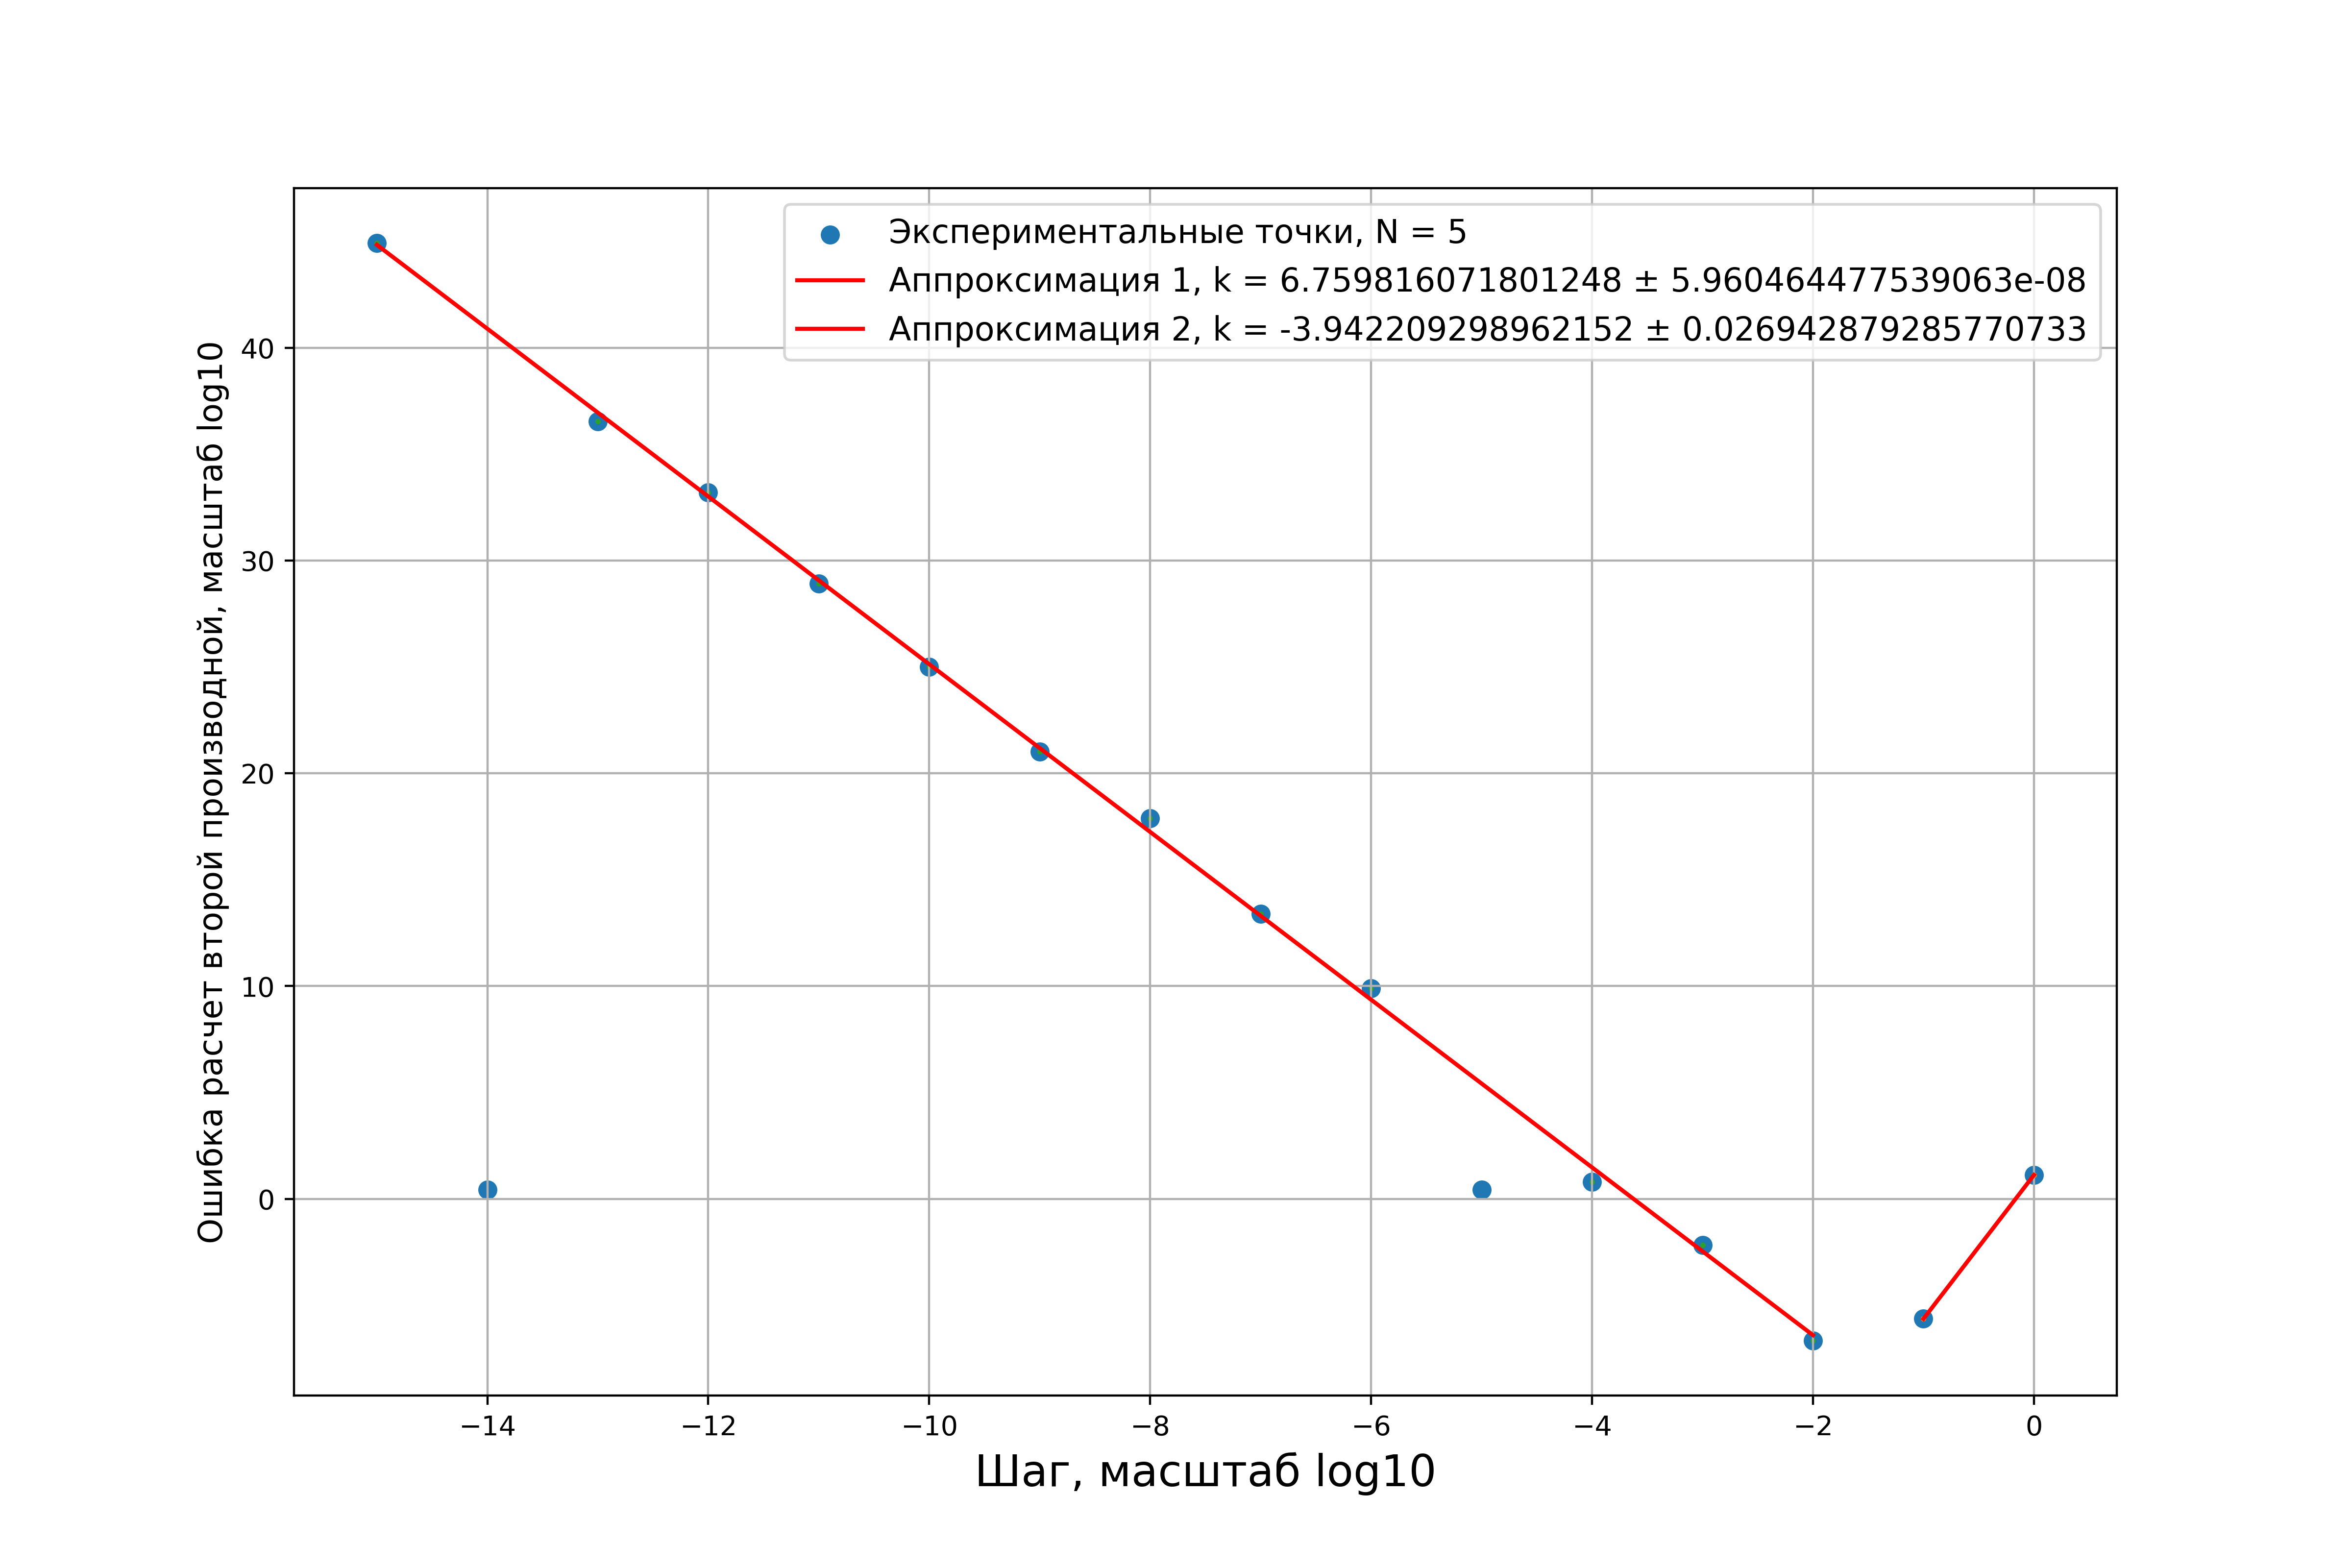 Экспериментальные точки, N = 5
Аппроксимация 1, k = 6.759816071801248 ± 5.960464477539063e-08
Аппроксимация 2, k = -3.942209298962152 ± 0.026942879285770733
Ошибка расчет второй производной, масштаб log10
40
30
20
10
0
−14 −12 −10 −8 −6 −4 −2 0
Шаг, масштаб log10